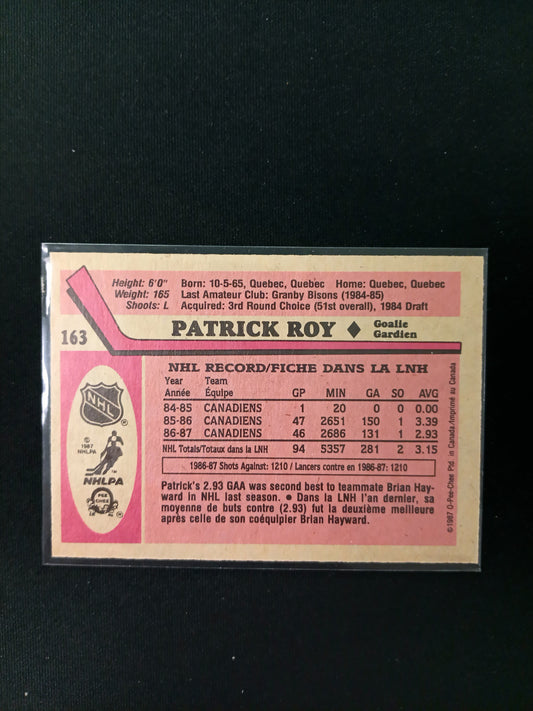 Height: 6'0" Born: 10-5-65, Quebec, Quebec Home: Quebec, Quebec
Weight: 165 Last Amateur Club: Granby Bisons (1984-85)
Shoots: L Acquired: 3rd Round Choice (51st overall), 1984 Draft
163 PATRICK ROY ♦ Goalie
Gardien
NHL RECORD/FICHE DANS LA LNH
Year Team
Année Équipe GP MIN GA SO AVG
84-85 CANADIENS 1 20 0 0 0.00
85-86 CANADIENS 47 2651 150 1 3.39
86-87 CANADIENS 46 2686 131 1 2.93
NHL Totals/Totaux dans la LNH 94 5357 281 2 3.15
1986-87 Shots Against: 1210 / Lancers contre en 1986-87: 1210
Patrick's 2.93 GAA was second best to teammate Brian Hay-
ward in NHL last season. • Dans la LNH l'an dernier, sa
moyenne de buts contre (2.93) fut la deuxième meilleure
après celle de son coéquipier Brian Hayward.
NHL
®
©
1987
NHLPA
TM
NHLPA
O PEE CHEE
©1987 O-Pee-Chee Ptd in Canada/Imprimé au Canada